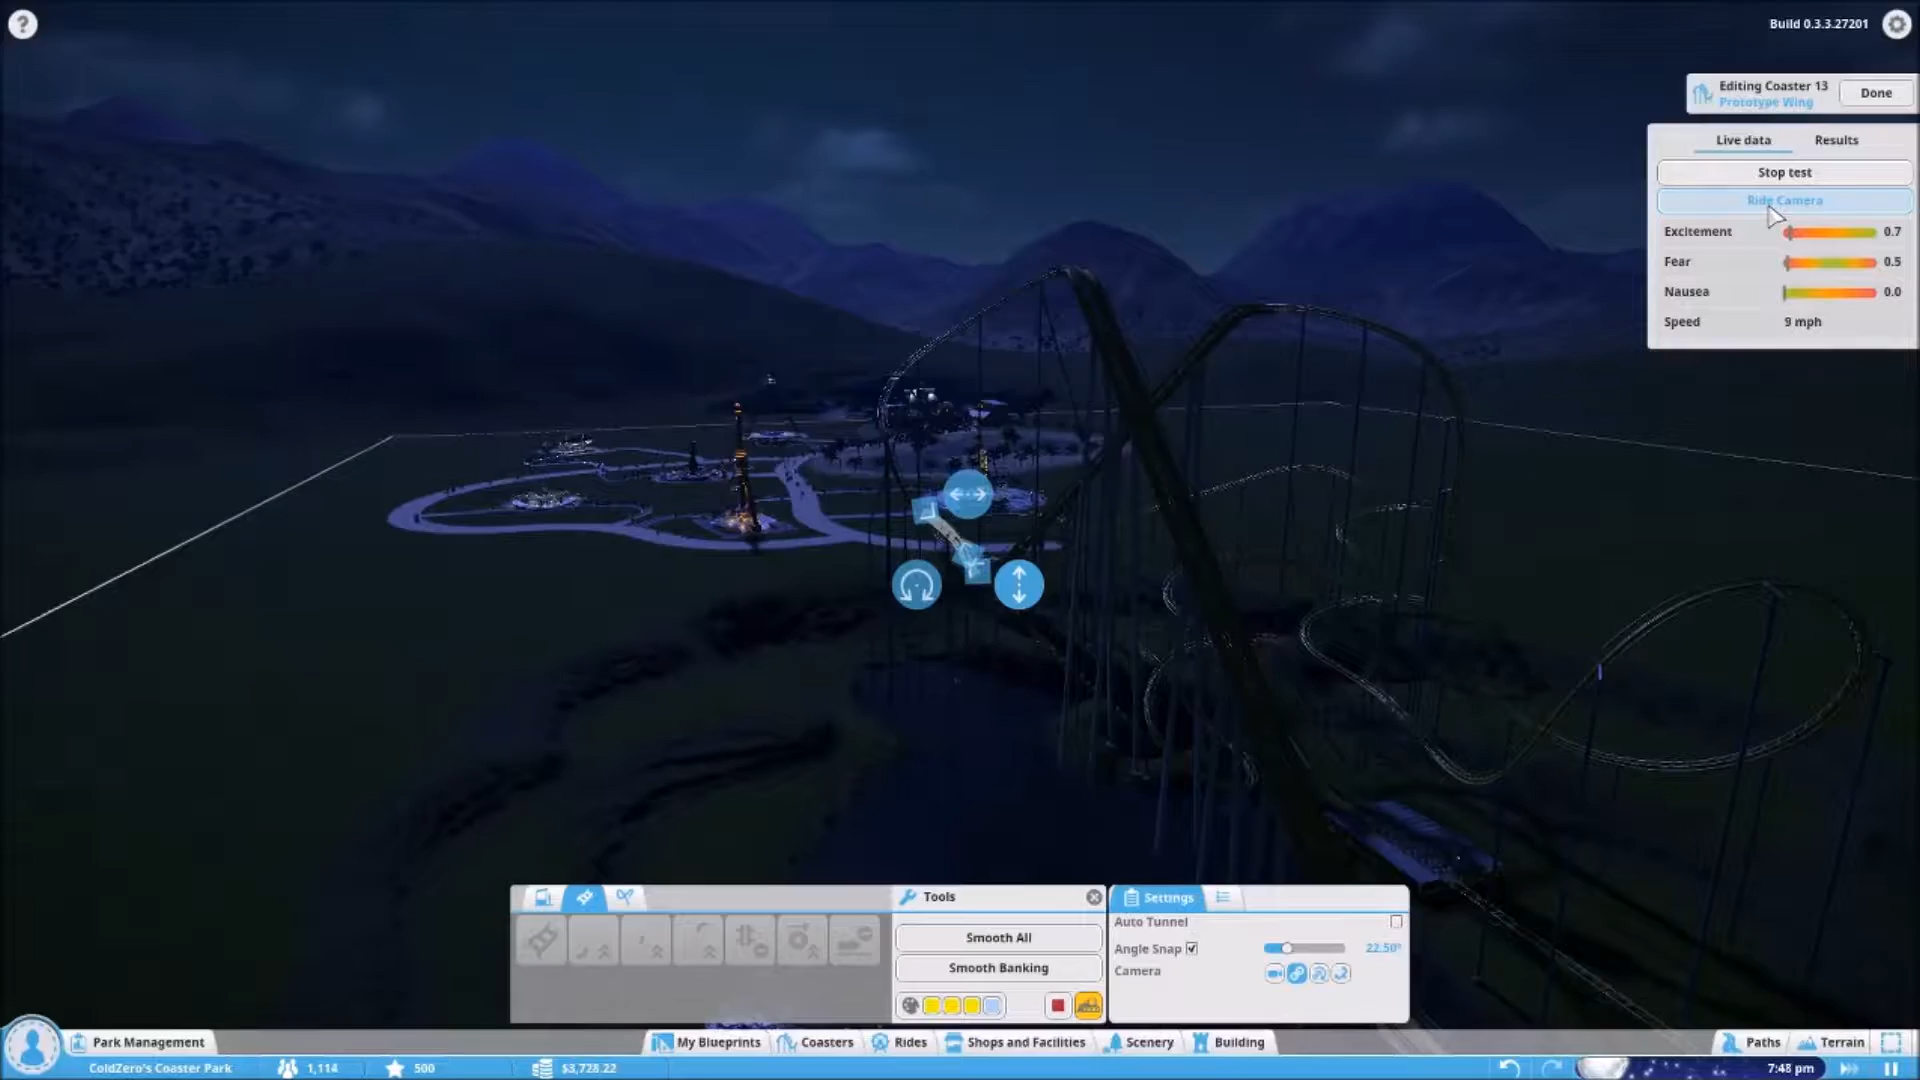 ?
Build 0.3.3.27201
Editing Coaster 13
Prototype Wing
Done
Live data
Results
Stop test
Ride Camera
Excitement 0.7
Fear 0.5
Nausea 0.0
Speed 9 mph
Tools
Smooth All
Smooth Banking
Settings
Auto Tunnel
Angle Snap 22.50°
Camera
Park Management
My Blueprints
Coasters
Rides
Shops and Facilities
Scenery
Building
Paths
Terrain
ColdZero's Coaster Park
1,114
500
$3,728.22
7:48 pm